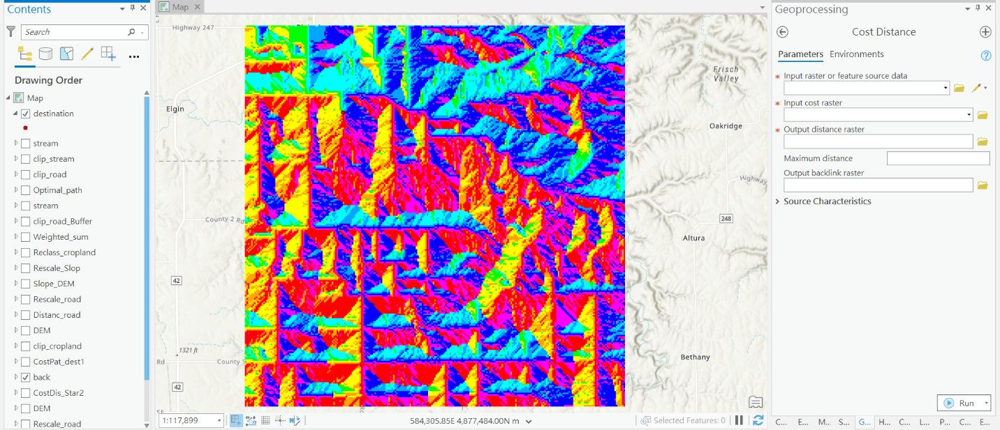 Contents
Search
Drawing Order
Map
destination
stream
clip_stream
clip_road
Optimal_path
stream
clip_road_Buffer
Weighted_sum
Reclass_cropland
Rescale_Slop
Slope_DEM
Rescale_road
Distanc_road
DEM
clip_cropland
CostPat_dest1
back
CostDis_Star2
DEM
Rescale_road
Map
Highway 247
Elgin
County 2 Rd
42
1321 ft
Rd
County 9
42
Frisch
Valley
Oakridge
Highway
248
Altura
Bethany
1:117,899
584,305.85E 4,877,484.00N m
Selected Features: 0
Geoprocessing
Cost Distance
Parameters Environments
* Input raster or feature source data
* Input cost raster
* Output distance raster
Maximum distance
Output backlink raster
Source Characteristics
Run
C... E... M... S... G... H... C... L... P... C... E...